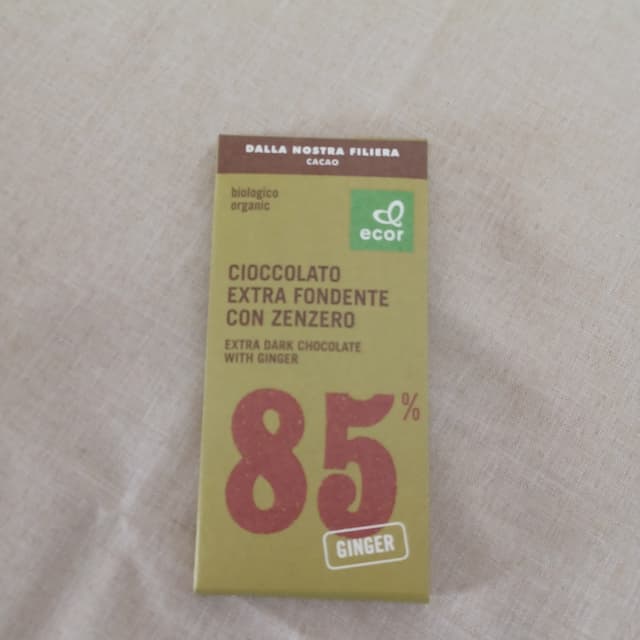 DALLA NOSTRA FILIERA
CACAO
biologico
organic
ecor
CIOCCOLATO
EXTRA FONDENTE
CON ZENZERO
EXTRA DARK CHOCOLATE
WITH GINGER
85%
GINGER